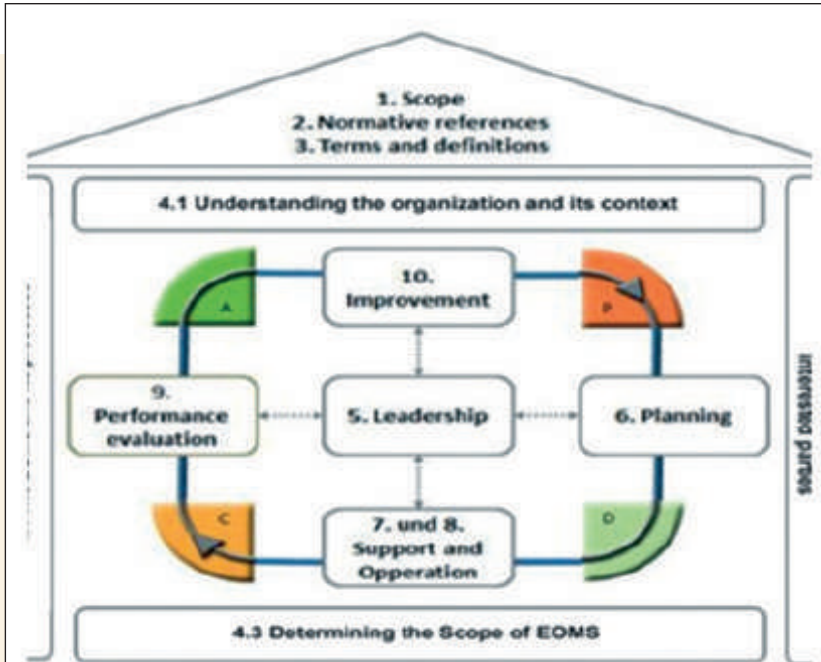 1. Scope
2. Normative references
3. Terms and definitions
4.1 Understanding the organization and its context
A
10.
Improvement
P
9.
Performance
evaluation
5. Leadership
6. Planning
interested parties
C
7. und 8.
Support and
Opperation
D
4.3 Determining the Scope of EOMS